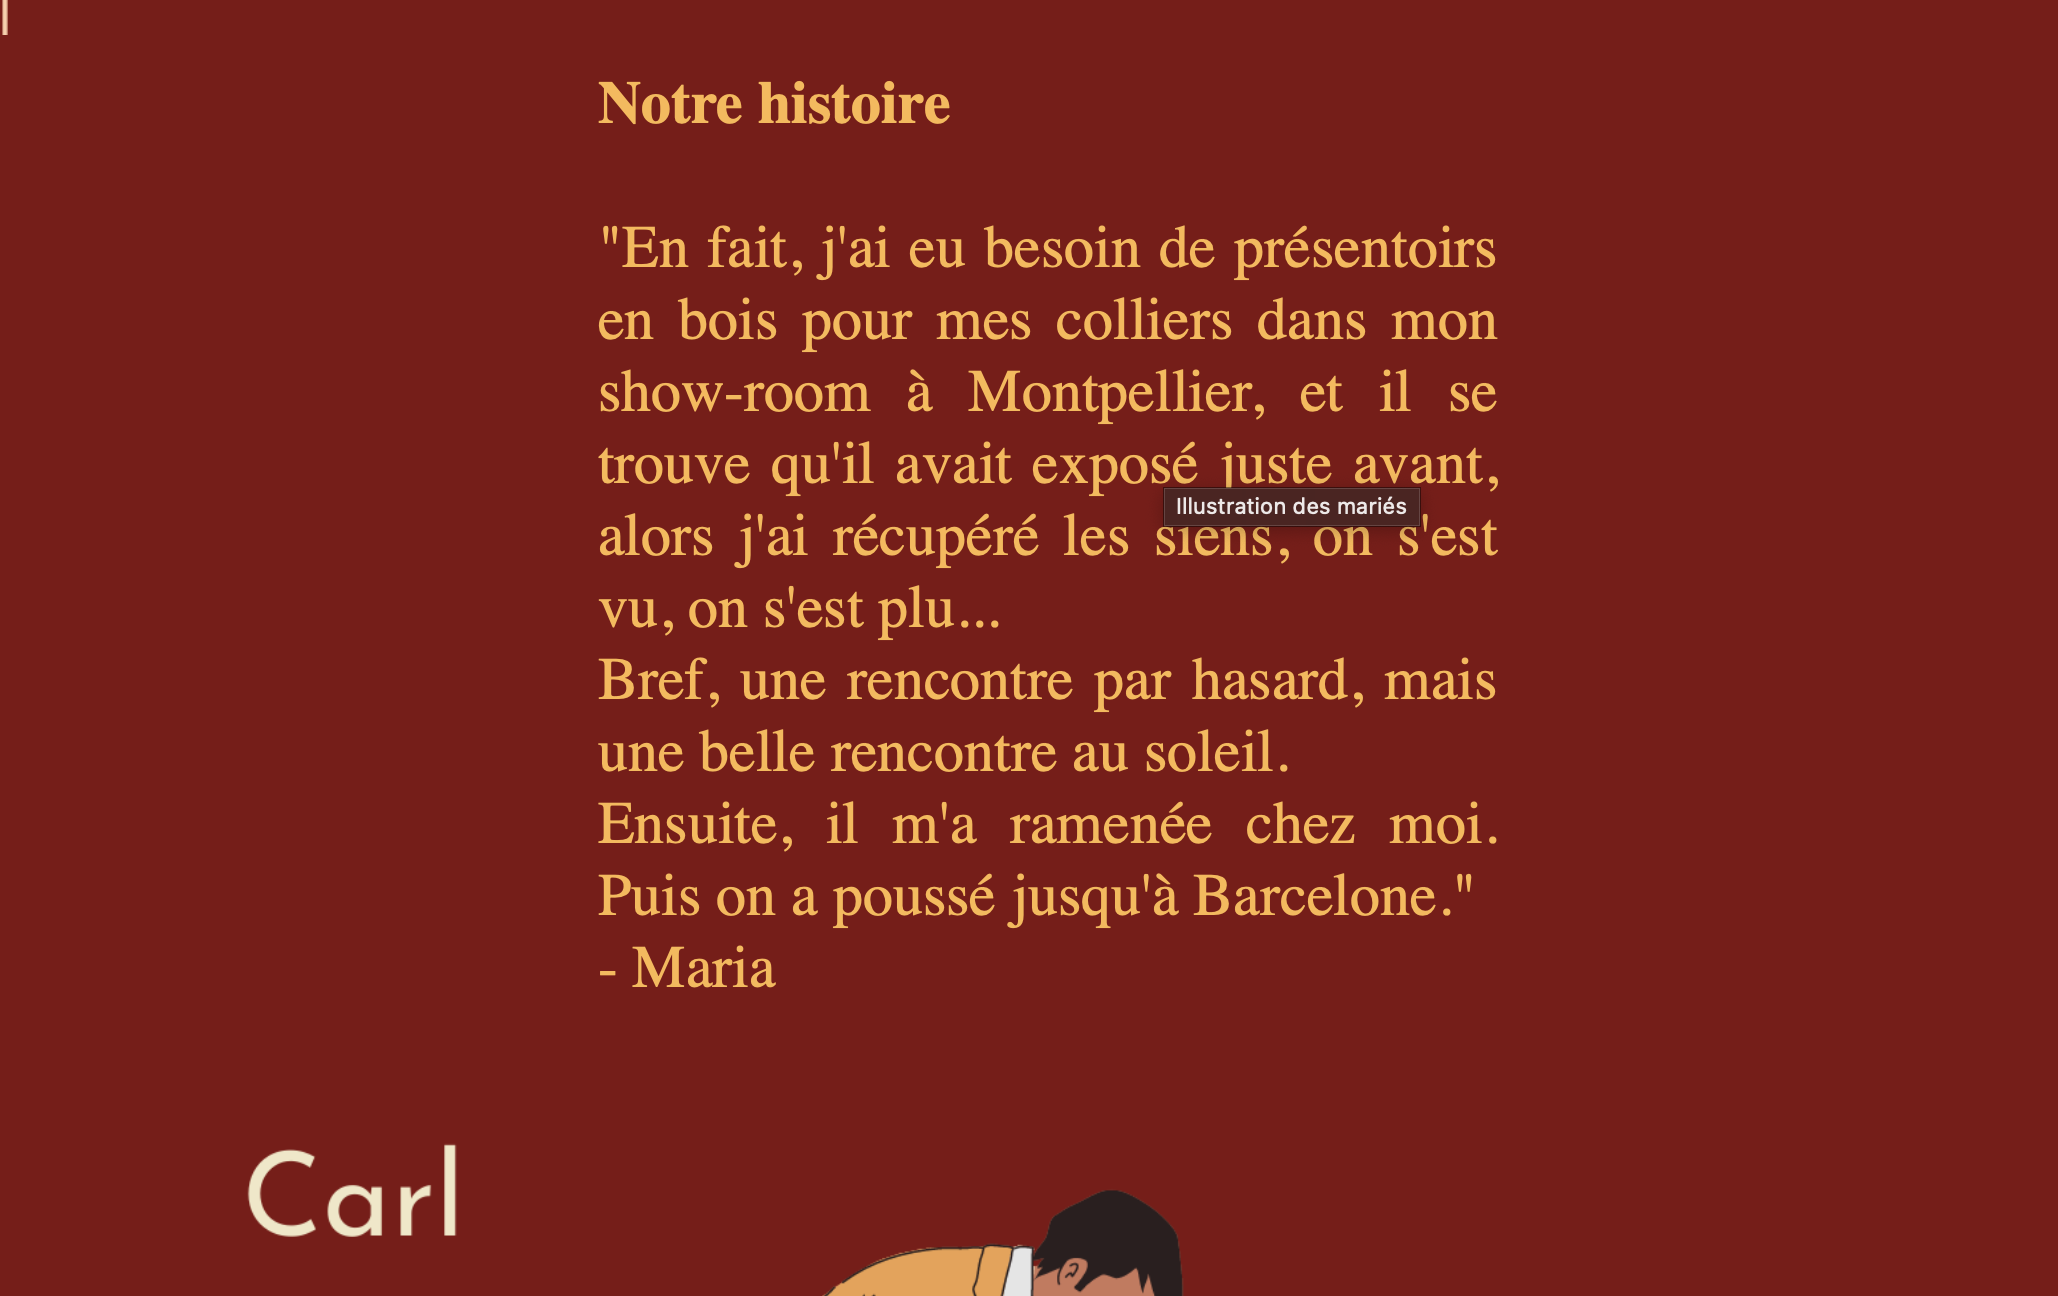 Notre histoire
"En fait, j'ai eu besoin de présentoirs
en bois pour mes colliers dans mon
show-room à Montpellier, et il se
trouve qu'il avait exposé juste avant,
Illustration des mariés
alors j'ai récupéré les siens, on s'est
vu, on s'est plu...
Bref, une rencontre par hasard, mais
une belle rencontre au soleil.
Ensuite, il m'a ramenée chez moi.
Puis on a poussé jusqu'à Barcelone."
- Maria
Carl